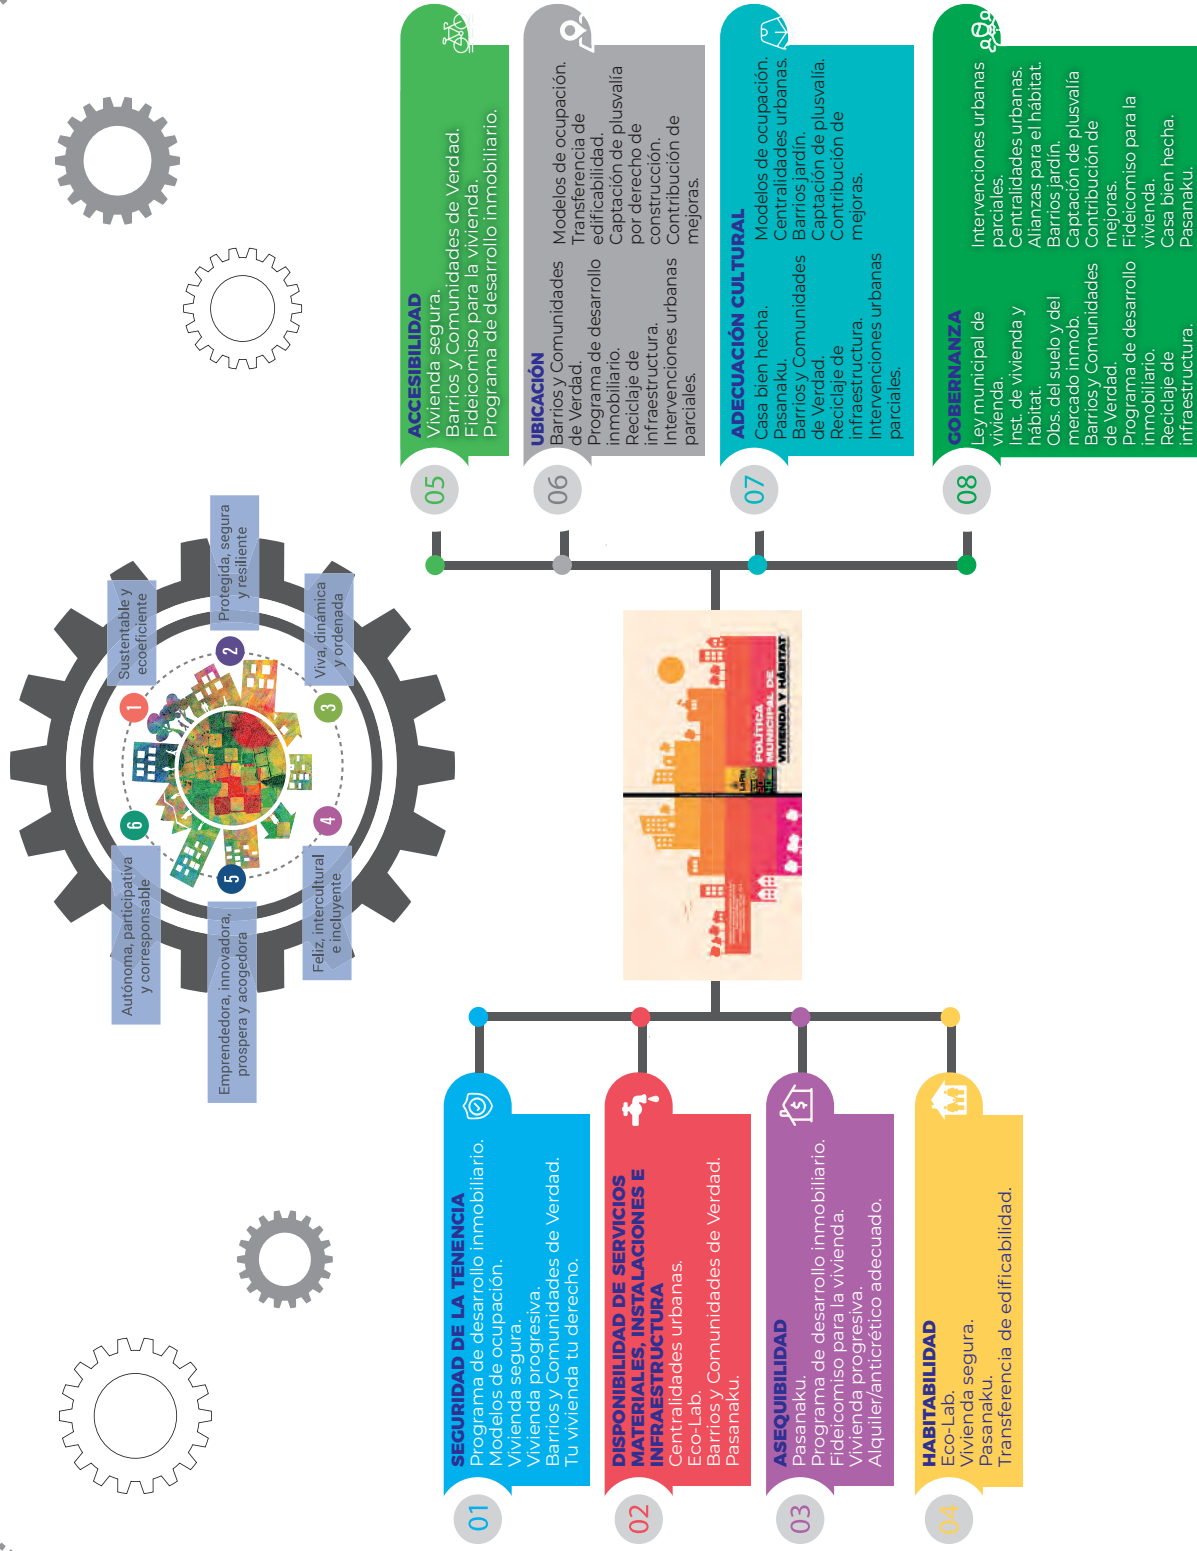 Autónoma, participativa
y corresponsable
Sustentable y
ecoeficiente
Emprendedora, innovadora,
prospera y acogedora
Protegida, segura
y resiliente
Feliz, intercultural
e incluyente
Viva, dinámica
y ordenada
6
1
5
2
4
3
01
SEGURIDAD DE LA TENENCIA
Programa de desarrollo inmobiliario.
Modelos de ocupación.
Vivienda segura.
Vivienda progresiva.
Barrios y Comunidades de Verdad.
Tu vivienda tu derecho.
02
DISPONIBILIDAD DE SERVICIOS
MATERIALES, INSTALACIONES E
INFRAESTRUCTURA
Centralidades urbanas.
Eco-Lab.
Barrios y Comunidades de Verdad.
Pasanaku.
03
ASEQUIBILIDAD
Pasanaku.
Programa de desarrollo inmobiliario.
Fideicomiso para la vivienda.
Vivienda progresiva.
Alquiler/anticrético adecuado.
04
HABITABILIDAD
Eco-Lab.
Vivienda segura.
Pasanaku.
Transferencia de edificabilidad.
POLÍTICA
MUNICIPAL DE
VIVIENDA Y HÁBITAT
05
ACCESIBILIDAD
Vivienda segura.
Barrios y Comunidades de Verdad.
Fideicomiso para la vivienda.
Programa de desarrollo inmobiliario.
06
UBICACIÓN
Barrios y Comunidades
de Verdad.
Programa de desarrollo
inmobiliario.
Reciclaje de
infraestructura.
Intervenciones urbanas
parciales.
Modelos de ocupación.
Transferencia de
edificabilidad.
Captación de plusvalía
por derecho de
construcción.
Contribución de
mejoras.
07
ADECUACIÓN CULTURAL
Casa bien hecha.
Pasanaku.
Barrios y Comunidades
de Verdad.
Reciclaje de
infraestructura.
Intervenciones urbanas
parciales.
Modelos de ocupación.
Centralidades urbanas.
Barrios jardín.
Captación de plusvalía.
Contribución de
mejoras.
08
GOBERNANZA
Ley municipal de
vivienda.
Inst. de vivienda y
hábitat.
Obs. del suelo y del
mercado inmob.
Barrios y Comunidades
de Verdad.
Programa de desarrollo
inmobiliario.
Reciclaje de
infraestructura.
Intervenciones urbanas
parciales.
Centralidades urbanas.
Alianzas para el hábitat.
Barrios jardín.
Captación de plusvalía
Contribución de
mejoras.
Fideicomiso para la
vivienda.
Casa bien hecha.
Pasanaku.